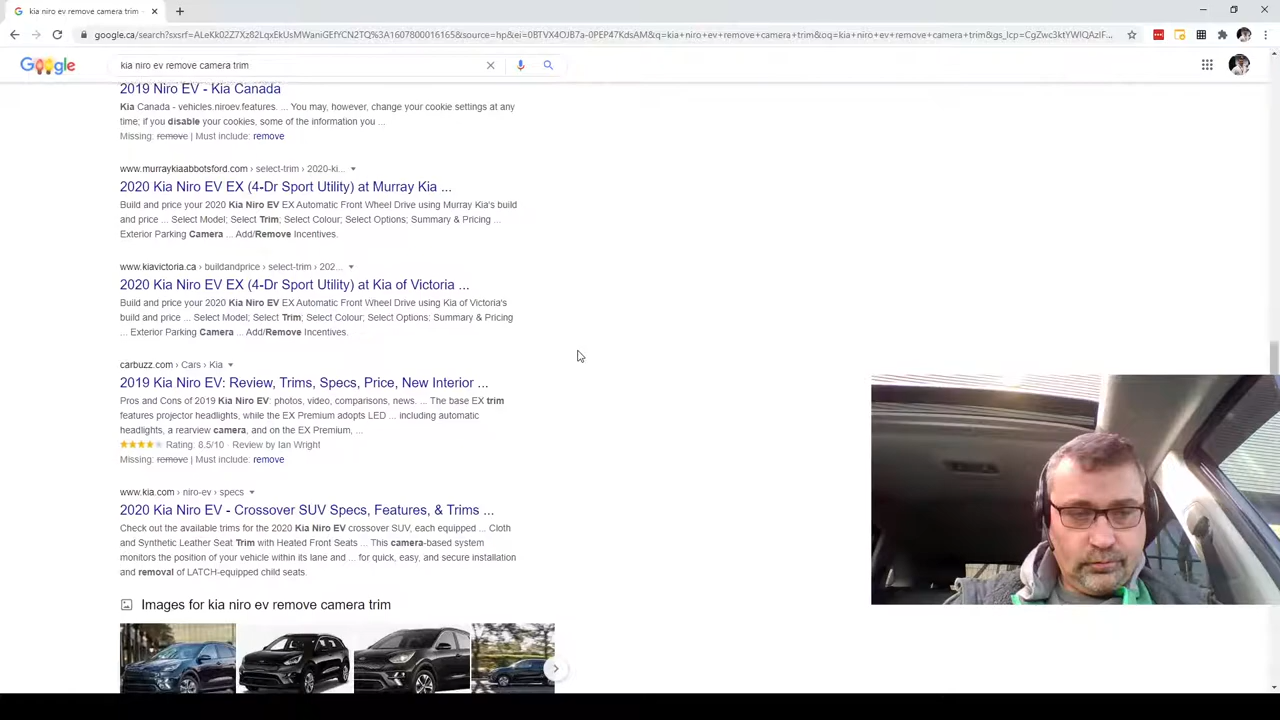 kia niro ev remove camera trim -
google.ca/search?
Google
kia niro ev remove camera trim
2019 Niro EV - Kia Canada
Kia Canada - vehicles.niroev.features. ... You may, however, change your cookie settings at any
time; if you disable your cookies, some of the information you ...
Missing: remove | Must include: remove
www.murraykiaabbotsford.com › select-trim › 2020-ki...
2020 Kia Niro EV EX (4-Dr Sport Utility) at Murray Kia ...
Build and price your 2020 Kia Niro EV EX Automatic Front Wheel Drive using Murray Kia's build
and price ... Select Model; Select Trim; Select Colour; Select Options; Summary & Pricing ...
Exterior Parking Camera ... Add/Remove Incentives.
www.kiavictoria.ca › buildandprice › select-trim › 202...
2020 Kia Niro EV EX (4-Dr Sport Utility) at Kia of Victoria ...
Build and price your 2020 Kia Niro EV EX Automatic Front Wheel Drive using Kia of Victoria's
build and price ... Select Model; Select Trim; Select Colour; Select Options; Summary & Pricing
... Exterior Parking Camera ... Add/Remove Incentives.
carbuzz.com › Cars › Kia
2019 Kia Niro EV: Review, Trims, Specs, Price, New Interior ...
Pros and Cons of 2019 Kia Niro EV: photos, video, comparisons, news. ... The base EX trim
features projector headlights, while the EX Premium adopts LED ... including automatic
headlights, a rearview camera, and on the EX Premium, ...
Rating: 8.5/10 · Review by Ian Wright
Missing: remove | Must include: remove
www.kia.com › niro-ev › specs
2020 Kia Niro EV - Crossover SUV Specs, Features, & Trims ...
Check out the available trims for the 2020 Kia Niro EV crossover SUV, each equipped ... Cloth
and Synthetic Leather Seat Trim with Heated Front Seats ... This camera-based system
monitors the position of your vehicle within its lane and ... for quick, easy, and secure installation
and removal of LATCH-equipped child seats.
Images for kia niro ev remove camera trim